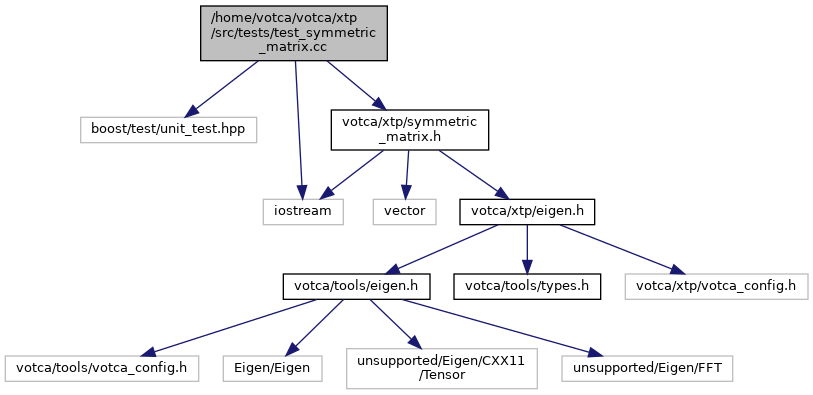 /home/votca/votca/xtp
/src/tests/test_symmetric
_matrix.cc
boost/test/unit_test.hpp
votca/xtp/symmetric
_matrix.h
iostream
vector
votca/xtp/eigen.h
votca/tools/eigen.h
votca/tools/types.h
votca/xtp/votca_config.h
votca/tools/votca_config.h
Eigen/Eigen
unsupported/Eigen/CXX11
/Tensor
unsupported/Eigen/FFT